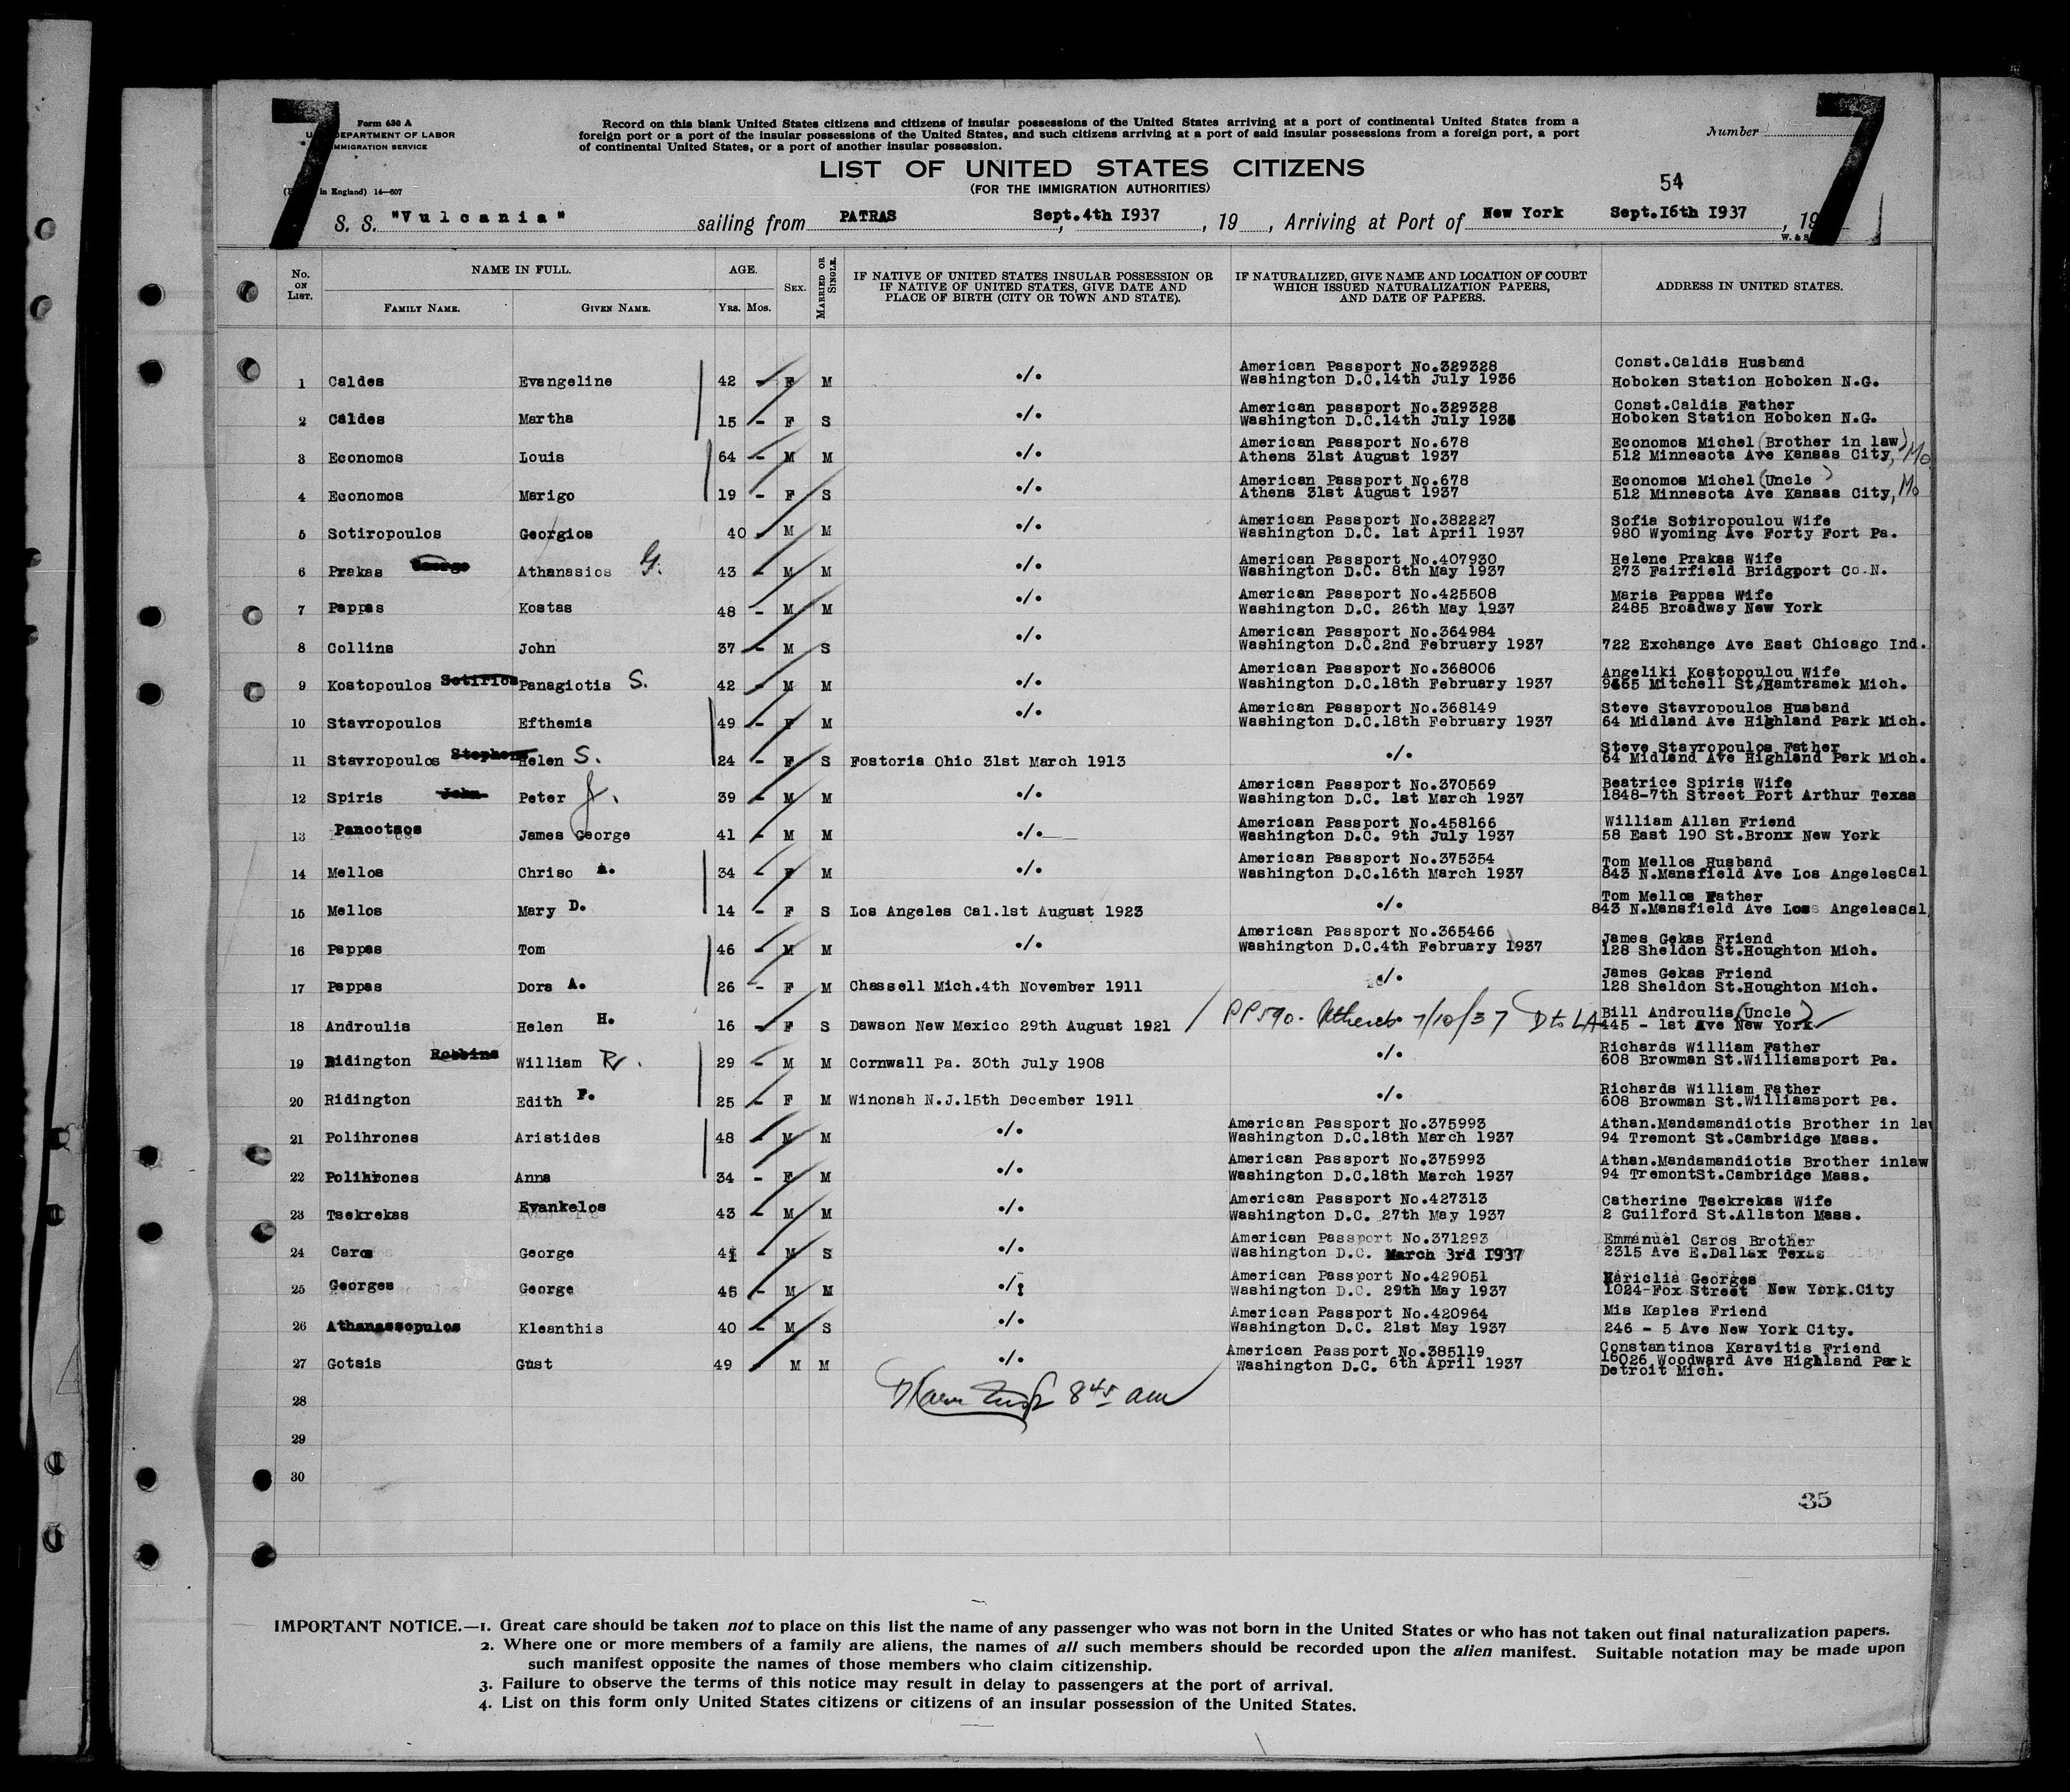 7
7
Form 630 A
DEPARTMENT OF LABOR
IMMIGRATION SERVICE
in England) 14—607
Record on this blank United States citizens and citizens of insular possessions of the United States arriving at a port of continental United States from a
foreign port or a port of the insular possessions of the United States, and such citizens arriving at a port of said insular possessions from a foreign port, a port
of continental United States, or a port of another insular possession.
Number
LIST OF UNITED STATES CITIZENS
(FOR THE IMMIGRATION AUTHORITIES)
54
S. S. "Vulcania" sailing from PATRAS Sept.4th 1937, 19 , Arriving at Port of New York Sept.16th 1937, 19
No. ON LIST. NAME IN FULL. AGE. SEX. MARRIED OR SINGLE. IF NATIVE OF UNITED STATES INSULAR POSSESSION OR IF NATIVE OF UNITED STATES, GIVE DATE AND PLACE OF BIRTH (CITY OR TOWN AND STATE). IF NATURALIZED, GIVE NAME AND LOCATION OF COURT WHICH ISSUED NATURALIZATION PAPERS, AND DATE OF PAPERS. ADDRESS IN UNITED STATES.
FAMILY NAME. GIVEN NAME. YRS. MOS.
American Passport No.329328 Const.Caldis Husband
1 Caldes Evangeline 42 - F M ./. Washington D.C.14th July 1936 Hoboken Station Hoboken N.G.
American passport No.329328 Const.Caldis Father
2 Caldes Martha 15 - F S ./. Washington D.C.14th July 1936 Hoboken Station Hoboken N.G.
American Passport No.678 Economos Michel (Brother in law)
3 Economos Louis 64 - M M ./. Athens 31st August 1937 512 Minnesota Ave Kansas City, Mo
American Passport No.678 Economos Michel (Uncle )
4 Economos Marigo 19 - F S ./. Athens 31st August 1937 512 Minnesota Ave Kansas City, Mo
American Passport No.382227 Sofia Sotiropoulou Wife
5 Sotiropoulos Georgios 40 - M M ./. Washington D.C. 1st April 1937 980 Wyoming Ave Forty Fort Pa.
American Passport No.407930 Helene Prakas Wife
6 Prakas George Athanasios G. 43 - M M ./. Washington D.C. 8th May 1937 273 Fairfield Bridgport Co.N.
American Passport No.425508 Maria Pappas Wife
7 Pappas Kostas 48 - M M ./. Washington D.C. 26th May 1937 2485 Broadway New York
American Passport No.364984
8 Collins John 37 - M S ./. Washington D.C.2nd February 1937 722 Exchange Ave East Chicago Ind.
American Passport No.368006 Angeliki Kostopoulou Wife
9 Kostopoulos Sotirios Panagiotis S. 42 - M M ./. Washington D.C.18th February 1937 9465 Mitchell St,Hamtramek Mich.
American Passport No.368149 Steve Stavropoulos Husband
10 Stavropoulos Efthemia 49 - F M ./. Washington D.C.18th February 1937 64 Midland Ave Highland Park Mich.
Steve Stavropoulos Father
11 Stavropoulos Stephens Helen S. 24 - F S Fostoria Ohio 31st March 1913 ./. 64 Midland Ave Highland Park Mich.
American Passport No.370569 Beatrice Spiris Wife
12 Spiris John Peter J. 39 - M M ./. Washington D.C. 1st March 1937 1848-7th Street Port Arthur Texas
American Passport No.458166 William Allan Friend
13 Panootsos James George 41 - M M ./. Washington D.C. 9th July 1937 58 East 190 St.Bronx New York
American Passport No.375354 Tom Mellos Husband
14 Mellos Chriso A. 34 - F M ./. Washington D.C.16th March 1937 843 N.Mansfield Ave Los Angeles Cal
Tom Mellos Father
15 Mellos Mary D. 14 - F S Los Angeles Cal.1st August 1923 ./. 843 N.Mansfield Ave Los Angeles Cal,
American Passport No.365466 James Gekas Friend
16 Pappas Tom 46 - M M ./. Washington D.C.4th February 1937 128 Sheldon St.Houghton Mich.
James Gekas Friend
17 Pappas Dora A. 26 - F M Chassell Mich.4th November 1911 ./. 128 Sheldon St.Houghton Mich.
Bill Androulis (Uncle)
18 Androulis Helen H. 16 - F S Dawson New Mexico 29th August 1921 / PP590. Athens 7/10/37 D to LA 445 - 1st Ave New York
Richards William Father
19 Ridington Robbins William R. 29 - M M Cornwall Pa. 30th July 1908 ./. 608 Browman St.Williamsport Pa.
Richards William Father
20 Ridington Edith F. 25 - F M Winonah N.J.15th December 1911 ./. 608 Browman St.Williamsport Pa.
American Passport No.375993 Athan.Mandamandiotis Brother in law
21 Polihrones Aristides 48 - M M ./. Washington D.C.18th March 1937 94 Tremont St.Cambridge Mass.
American Passport No.375993 Athan.Mandamandiotis Brother inlaw
22 Polihrones Anna 34 - F M ./. Washington D.C.18th March 1937 94 TremontSt.Cambridge Mass.
American Passport No.427313 Catherine Tsekrekas Wife
23 Tsekrekas Evankelos 43 - M M ./. Washington D.C. 27th May 1937 2 Guilford St.Allston Mass.
American Passport No.371293 Emmanuel Caros Brother
24 Caros George 41 - M S ./. Washington D.C. March 3rd 1937 2315 Ave E.Dallax Texas
American Passport No.429051 Hariclia Georges
25 Georges George 45 - M M ./. Washington D.C. 29th May 1937 1024-Fox Street New York.City
American Passport No.420964 Mis Kaples Friend
26 Athanassopulos Kleanthis 40 - M S ./. Washington D.C. 21st May 1937 246 - 5 Ave New York City.
American Passport No.385119 Constantinos Karavitis Friend
27 Gotsis Gust 49 - M M ./. Washington D.C. 6th April 1937 16026 Woodward Ave Highland Park
Detroit Mich.
28 8 45 am
29
30
35
IMPORTANT NOTICE.—1. Great care should be taken not to place on this list the name of any passenger who was not born in the United States or who has not taken out final naturalization papers.
2. Where one or more members of a family are aliens, the names of all such members should be recorded upon the alien manifest. Suitable notation may be made upon
such manifest opposite the names of those members who claim citizenship.
3. Failure to observe the terms of this notice may result in delay to passengers at the port of arrival.
4. List on this form only United States citizens or citizens of an insular possession of the United States.